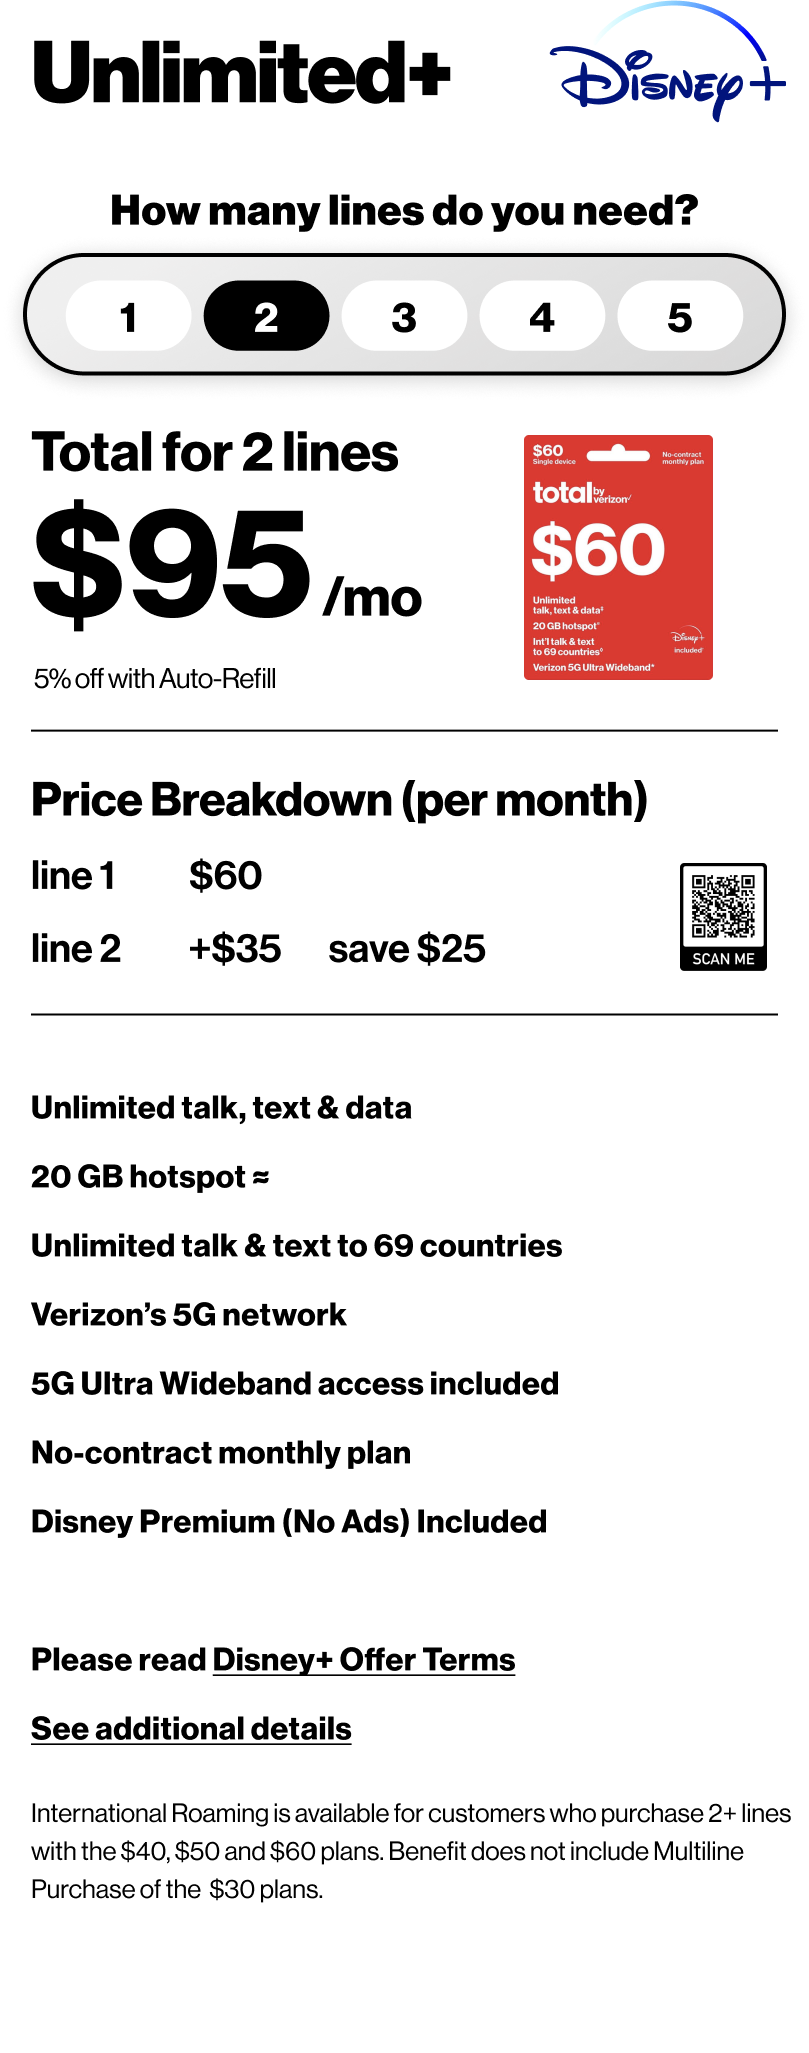 Unlimited+
Disney+
How many lines do you need?
1 2 3 4 5
Total for 2 lines
$95 /mo
5% off with Auto-Refill
$60
Single device
No-contract
monthly plan
total by verizon✓
$60
Unlimited
talk, text & data‡
20 GB hotspot≈
Int'l talk & text
to 69 countries◊
Verizon 5G Ultra Wideband*
Disney+
included
Price Breakdown (per month)
line 1 $60
line 2 +$35 save $25
SCAN ME
Unlimited talk, text & data
20 GB hotspot ≈
Unlimited talk & text to 69 countries
Verizon’s 5G network
5G Ultra Wideband access included
No-contract monthly plan
Disney Premium (No Ads) Included
Please read Disney+ Offer Terms
See additional details
International Roaming is available for customers who purchase 2+ lines
with the $40, $50 and $60 plans. Benefit does not include Multiline
Purchase of the $30 plans.